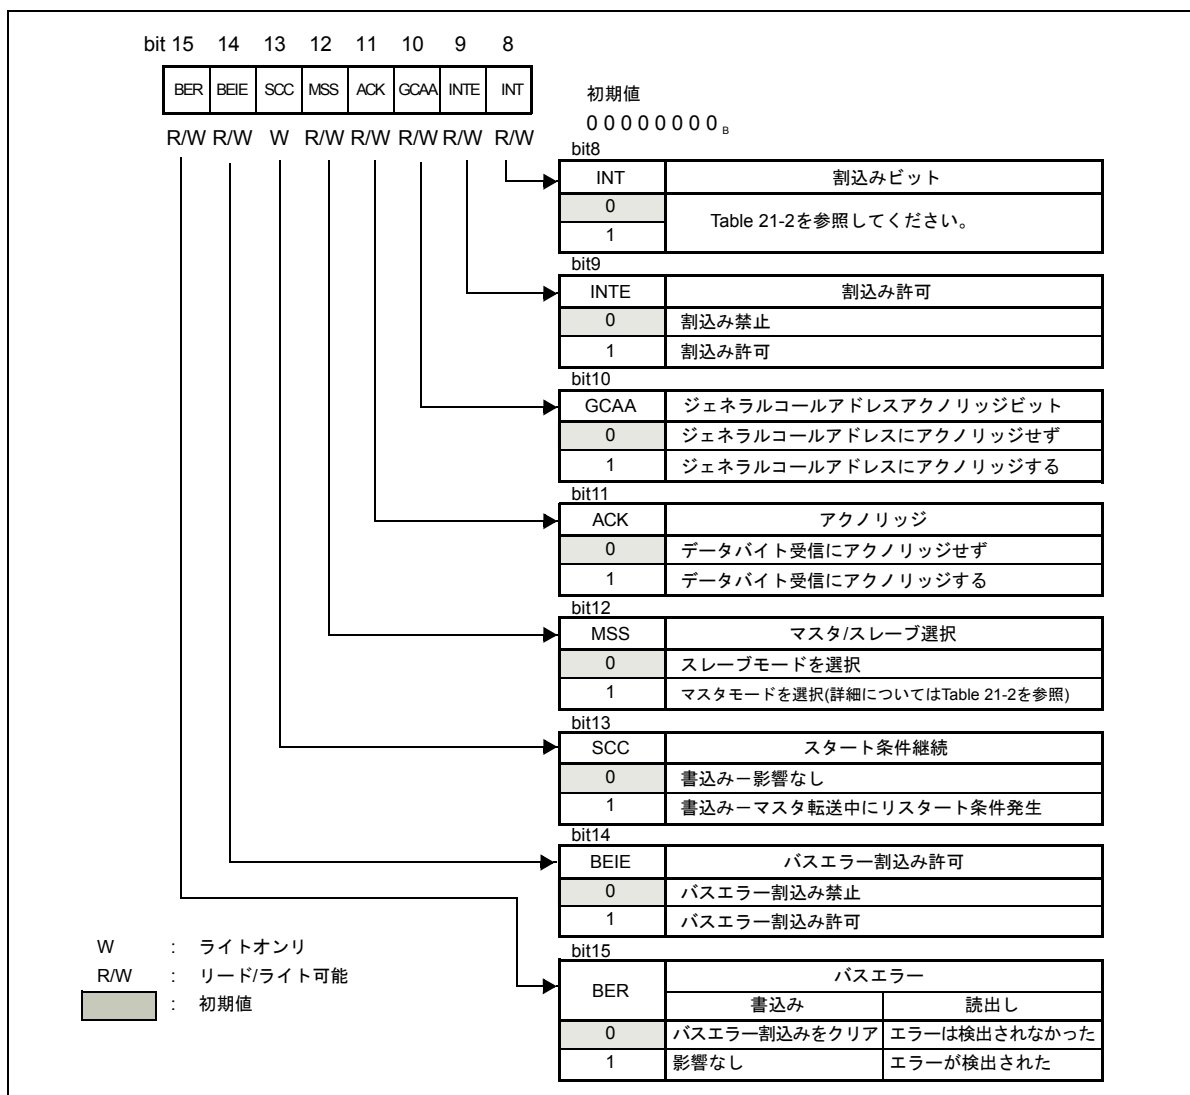 bit 15 14 13 12 11 10 9 8
BER BEIE SCC MSS ACK GCAA INTE INT
R/W R/W W R/W R/W R/W R/W R/W
初期値
0 0 0 0 0 0 0 0 B
bit8
INT 割込みビット
0
1
Table 21-2を参照してください。
bit9
INTE 割込み許可
0 割込み禁止
1 割込み許可
bit10
GCAA ジェネラルコールアドレスアクノリッジビット
0 ジェネラルコールアドレスにアクノリッジせず
1 ジェネラルコールアドレスにアクノリッジする
bit11
ACK アクノリッジ
0 データバイト受信にアクノリッジせず
1 データバイト受信にアクノリッジする
bit12
MSS マスタ/スレーブ選択
0 スレーブモードを選択
1 マスタモードを選択(詳細についてはTable 21-2を参照)
bit13
SCC スタート条件継続
0 書込み－影響なし
1 書込み－マスタ転送中にリスタート条件発生
bit14
BEIE バスエラー割込み許可
0 バスエラー割込み禁止
1 バスエラー割込み許可
bit15
BER バスエラー
書込み 読出し
0 バスエラー割込みをクリア エラーは検出されなかった
1 影響なし エラーが検出された
W : ライトオンリ
R/W : リード/ライト可能
: 初期値